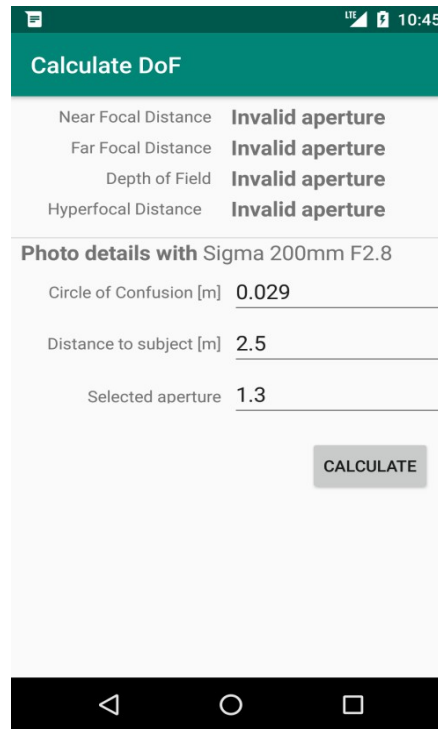 LTE 10:45
Calculate DoF
Near Focal Distance Invalid aperture
Far Focal Distance Invalid aperture
Depth of Field Invalid aperture
Hyperfocal Distance Invalid aperture
Photo details with Sigma 200mm F2.8
Circle of Confusion [m] 0.029
Distance to subject [m] 2.5
Selected aperture 1.3
CALCULATE